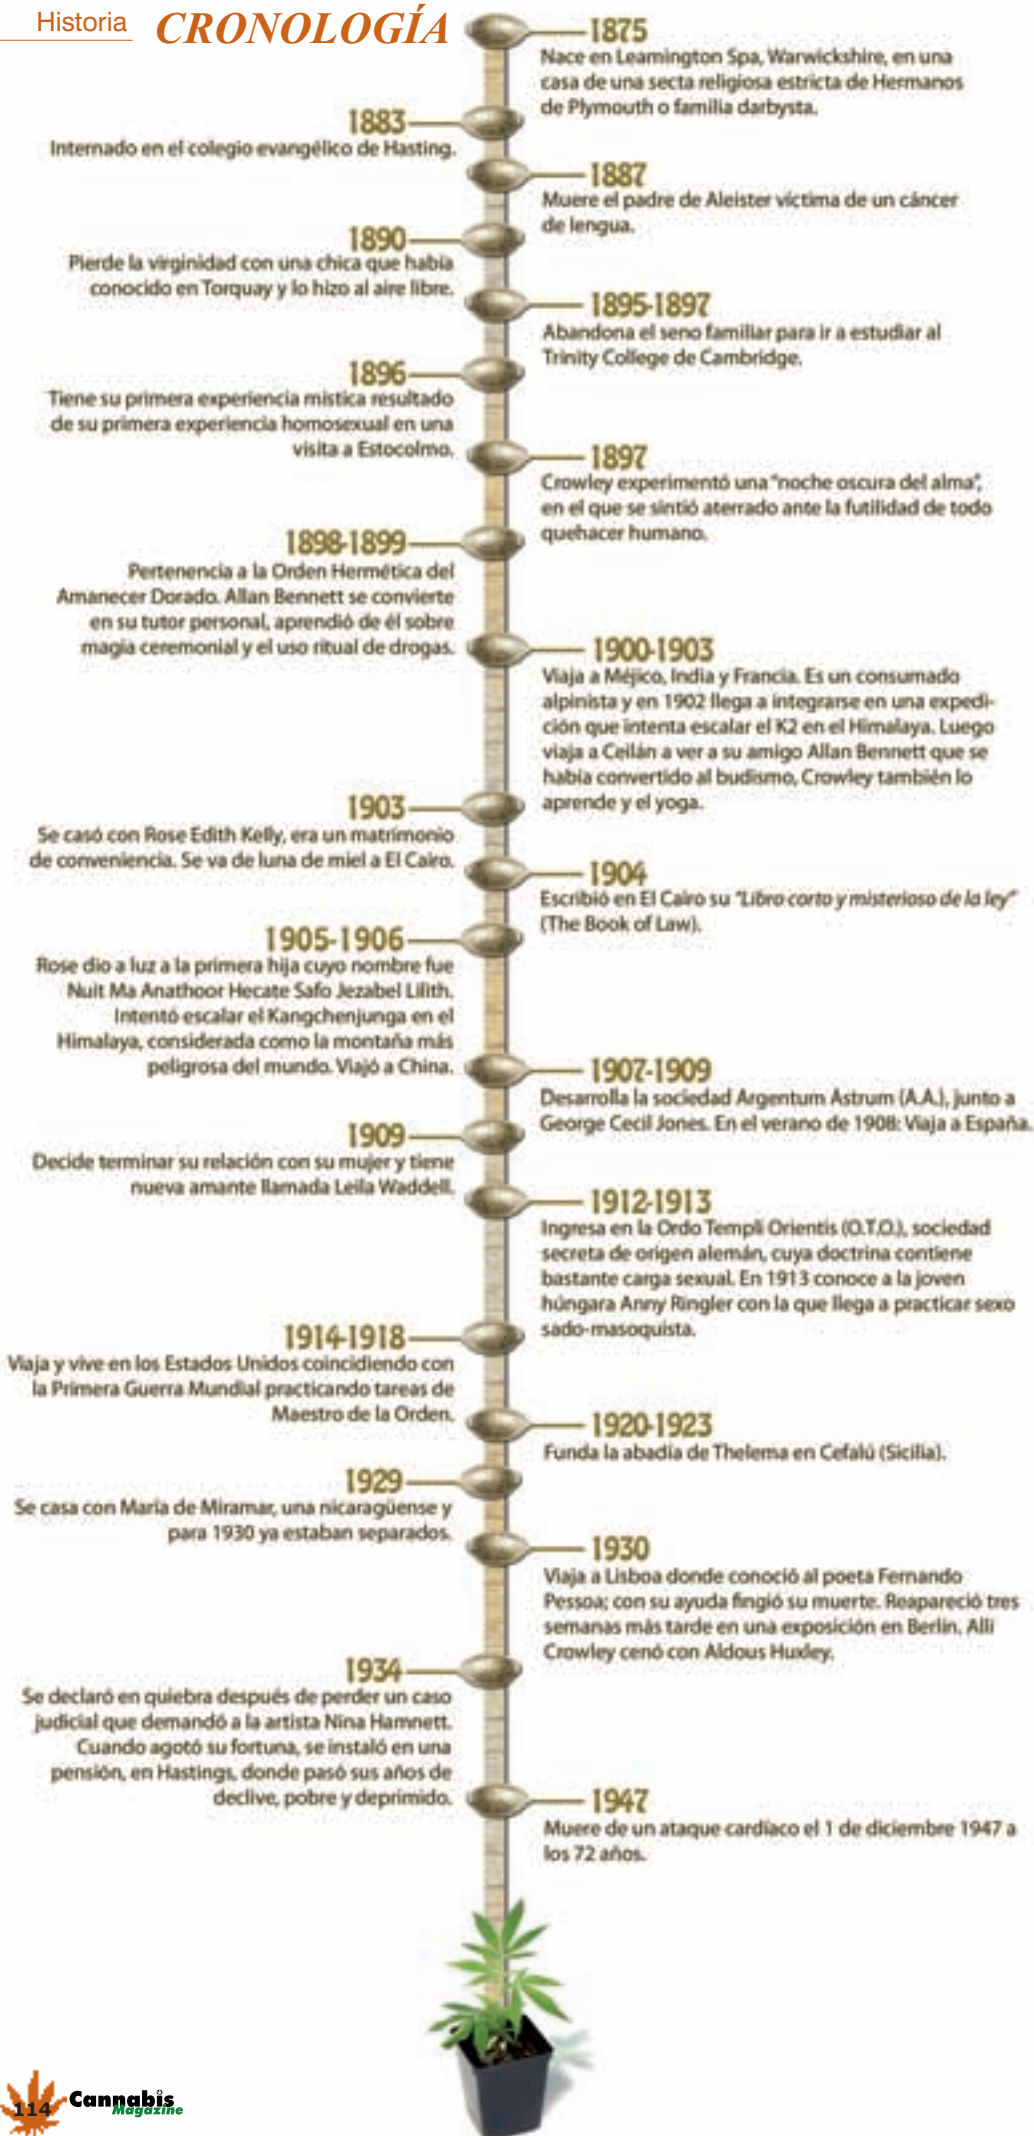 Historia CRONOLOGÍA
1875
Nace en Leamington Spa, Warwickshire, en una
casa de una secta religiosa estricta de Hermanos
de Plymouth o familia darbysta.
1883
Internado en el colegio evangélico de Hasting.
1887
Muere el padre de Aleister víctima de un cáncer
de lengua.
1890
Pierde la virginidad con una chica que había
conocido en Torquay y lo hizo al aire libre.
1895-1897
Abandona el seno familiar para ir a estudiar al
Trinity College de Cambridge.
1896
Tiene su primera experiencia mística resultado
de su primera experiencia homosexual en una
visita a Estocolmo.
1897
Crowley experimentó una "noche oscura del alma",
en el que se sintió aterrado ante la futilidad de todo
quehacer humano.
1898-1899
Pertenencia a la Orden Hermética del
Amanecer Dorado. Allan Bennett se convierte
en su tutor personal, aprendió de él sobre
magia ceremonial y el uso ritual de drogas.
1900-1903
Viaja a Méjico, India y Francia. Es un consumado
alpinista y en 1902 llega a integrarse en una expedi-
ción que intenta escalar el K2 en el Himalaya. Luego
viaja a Ceilán a ver a su amigo Allan Bennett que se
había convertido al budismo, Crowley también lo
aprende y el yoga.
1903
Se casó con Rose Edith Kelly, era un matrimonio
de conveniencia. Se va de luna de miel a El Cairo.
1904
Escribió en El Cairo su "Libro corto y misterioso de la ley"
(The Book of Law).
1905-1906
Rose dio a luz a la primera hija cuyo nombre fue
Nuit Ma Anathoor Hecate Safo Jezabel Lilith.
Intentó escalar el Kangchenjunga en el
Himalaya, considerada como la montaña más
peligrosa del mundo. Viajó a China.
1907-1909
Desarrolla la sociedad Argentum Astrum (A.A.), junto a
George Cecil Jones. En el verano de 1908: Viaja a España.
1909
Decide terminar su relación con su mujer y tiene
nueva amante llamada Leila Waddell.
1912-1913
Ingresa en la Ordo Templi Orientis (O.T.O.), sociedad
secreta de origen alemán, cuya doctrina contiene
bastante carga sexual. En 1913 conoce a la joven
húngara Anny Ringler con la que llega a practicar sexo
sado-masoquista.
1914-1918
Viaja y vive en los Estados Unidos coincidiendo con
la Primera Guerra Mundial practicando tareas de
Maestro de la Orden.
1920-1923
Funda la abadía de Thelema en Cefalú (Sicilia).
1929
Se casa con María de Miramar, una nicaragüense y
para 1930 ya estaban separados.
1930
Viaja a Lisboa donde conoció al poeta Fernando
Pessoa; con su ayuda fingió su muerte. Reapareció tres
semanas más tarde en una exposición en Berlín. Allí
Crowley cenó con Aldous Huxley.
1934
Se declaró en quiebra después de perder un caso
judicial que demandó a la artista Nina Hamnett.
Cuando agotó su fortuna, se instaló en una
pensión, en Hastings, donde pasó sus años de
declive, pobre y deprimido.
1947
Muere de un ataque cardíaco el 1 de diciembre 1947 a
los 72 años.
114 Cannabis
Magazine